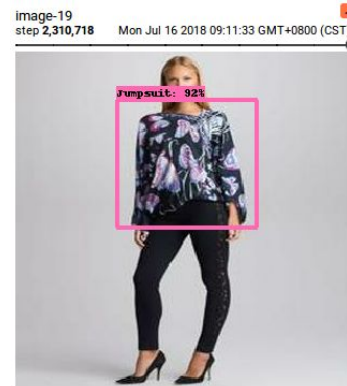 image-19
step 2,310,718 Mon Jul 16 2018 09:11:33 GMT+0800 (CST
Jumpsuit: 92%